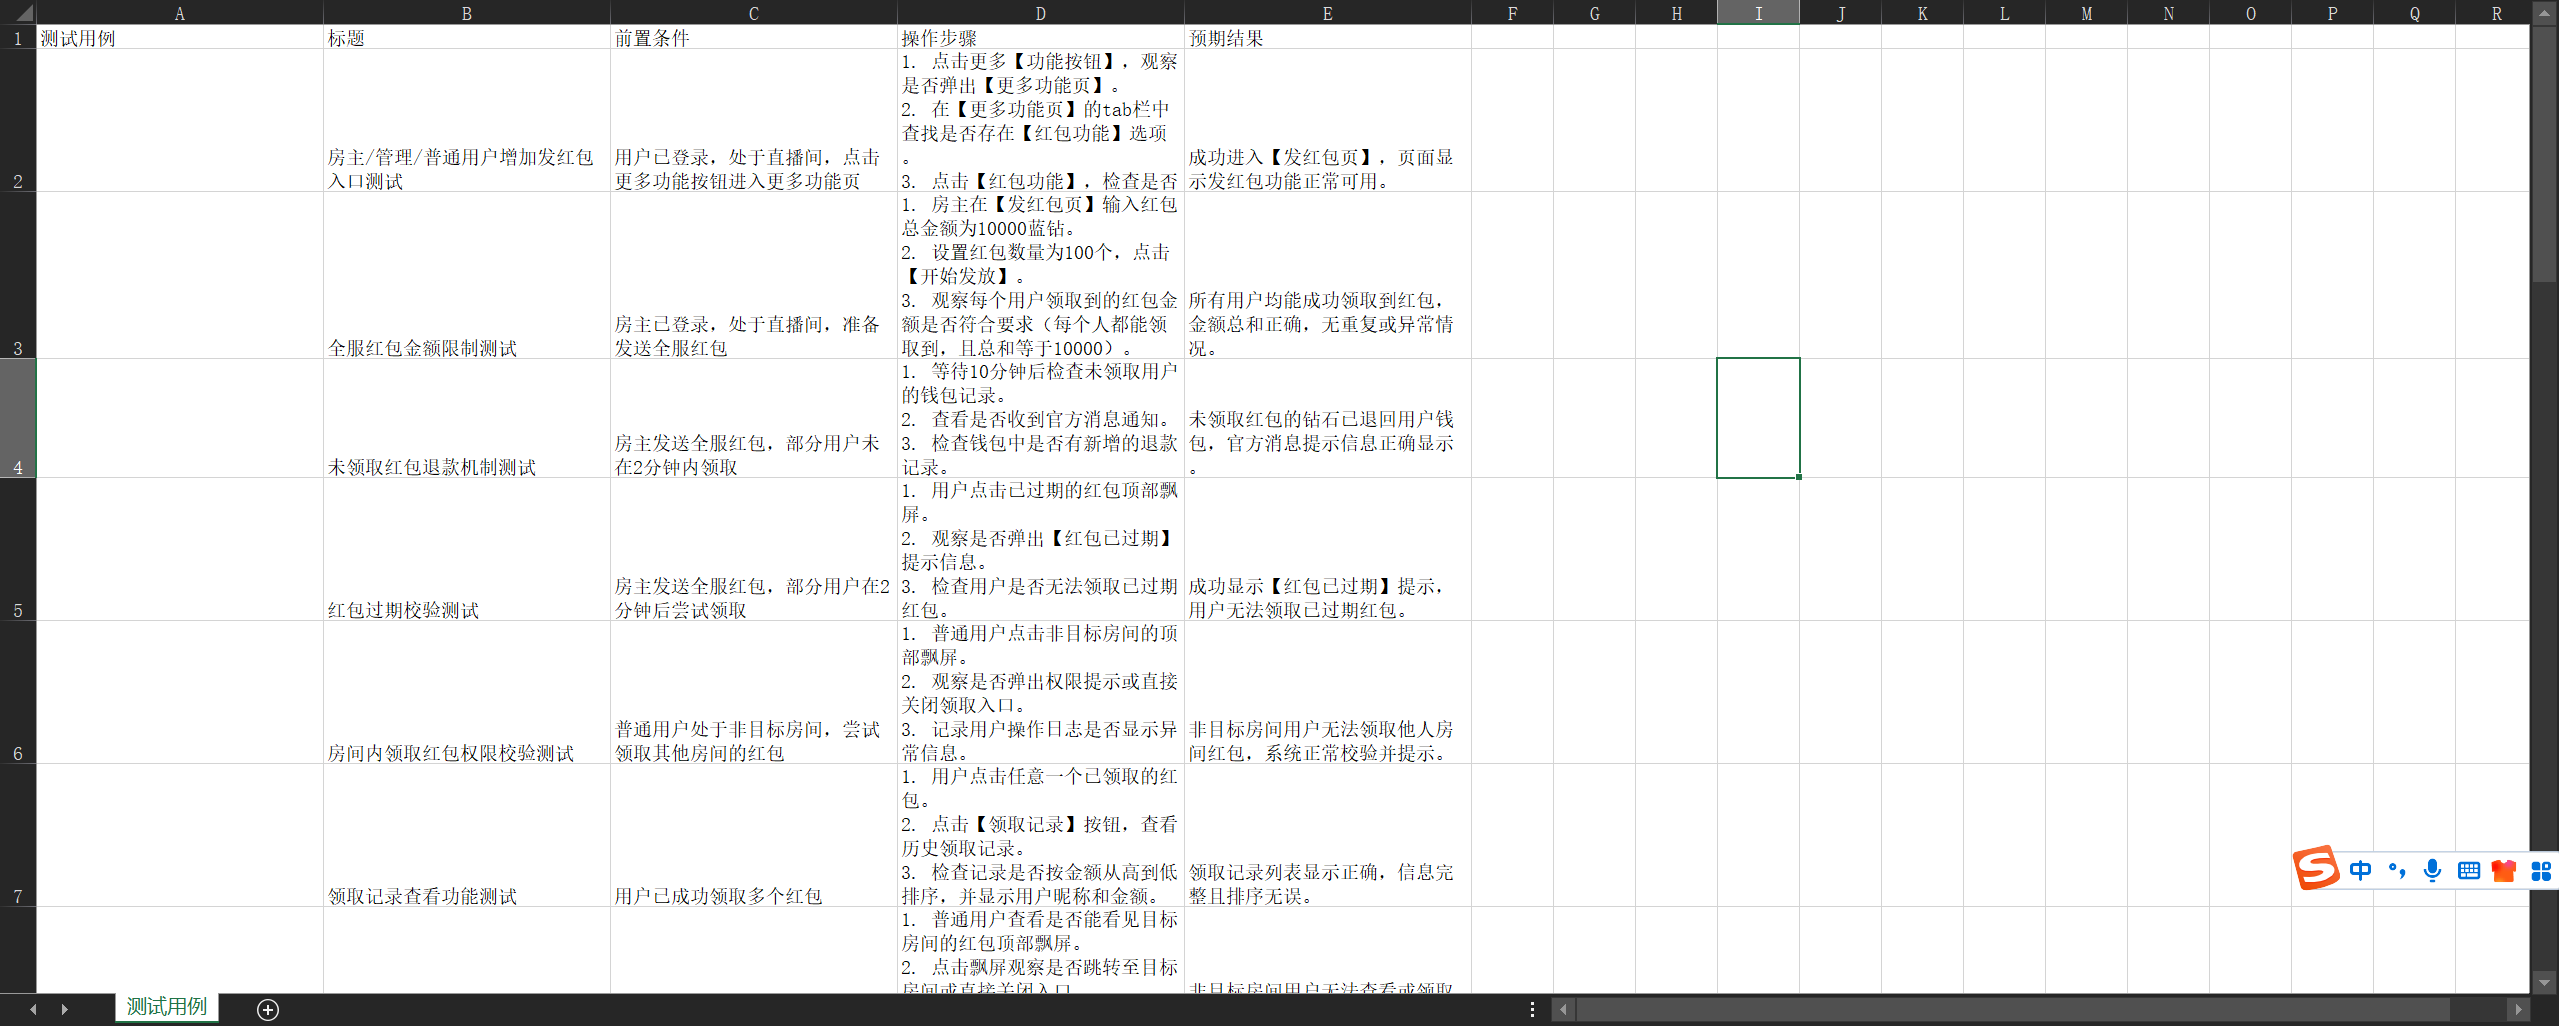 A B C D E F G H I J K L M N O P Q R
1 测试用例 标题 前置条件 操作步骤 预期结果
1. 点击更多【功能按钮】，观察
是否弹出【更多功能页】。
2. 在【更多功能页】的tab栏中
查找是否存在【红包功能】选项
。
3. 点击【红包功能】，检查是否
房主/管理/普通用户增加发红包
入口测试
用户已登录，处于直播间，点击
更多功能按钮进入更多功能页
成功进入【发红包页】，页面显
示发红包功能正常可用。
2
1. 房主在【发红包页】输入红包
总金额为10000蓝钻。
2. 设置红包数量为100个，点击
【开始发放】。
3. 观察每个用户领取到的红包金
额是否符合要求（每个人都能领
取到，且总和等于10000）。
全服红包金额限制测试
房主已登录，处于直播间，准备
发送全服红包
所有用户均能成功领取到红包，
金额总和正确，无重复或异常情
况。
3
1. 等待10分钟后检查未领取用户
的钱包记录。
2. 查看是否收到官方消息通知。
3. 检查钱包中是否有新增的退款
记录。
未领取红包退款机制测试
房主发送全服红包，部分用户未
在2分钟内领取
未领取红包的钻石已退回用户钱
包，官方消息提示信息正确显示
。
4
1. 用户点击已过期的红包顶部飘
屏。
2. 观察是否弹出【红包已过期】
提示信息。
3. 检查用户是否无法领取已过期
红包。
红包过期校验测试
房主发送全服红包，部分用户在2
分钟后尝试领取
成功显示【红包已过期】提示，
用户无法领取已过期红包。
5
1. 普通用户点击非目标房间的顶
部飘屏。
2. 观察是否弹出权限提示或直接
关闭领取入口。
3. 记录用户操作日志是否显示异
常信息。
房间内领取红包权限校验测试
普通用户处于非目标房间，尝试
领取其他房间的红包
非目标房间用户无法领取他人房
间红包，系统正常校验并提示。
6
1. 用户点击任意一个已领取的红
包。
2. 点击【领取记录】按钮，查看
历史领取记录。
3. 检查记录是否按金额从高到低
排序，并显示用户昵称和金额。
领取记录查看功能测试
用户已成功领取多个红包
领取记录列表显示正确，信息完
整且排序无误。
7
1. 普通用户查看是否能看见目标
房间的红包顶部飘屏。
2. 点击飘屏观察是否跳转至目标
房间或直接关闭入口
非目标房间用户无法查看或领取
中
测试用例